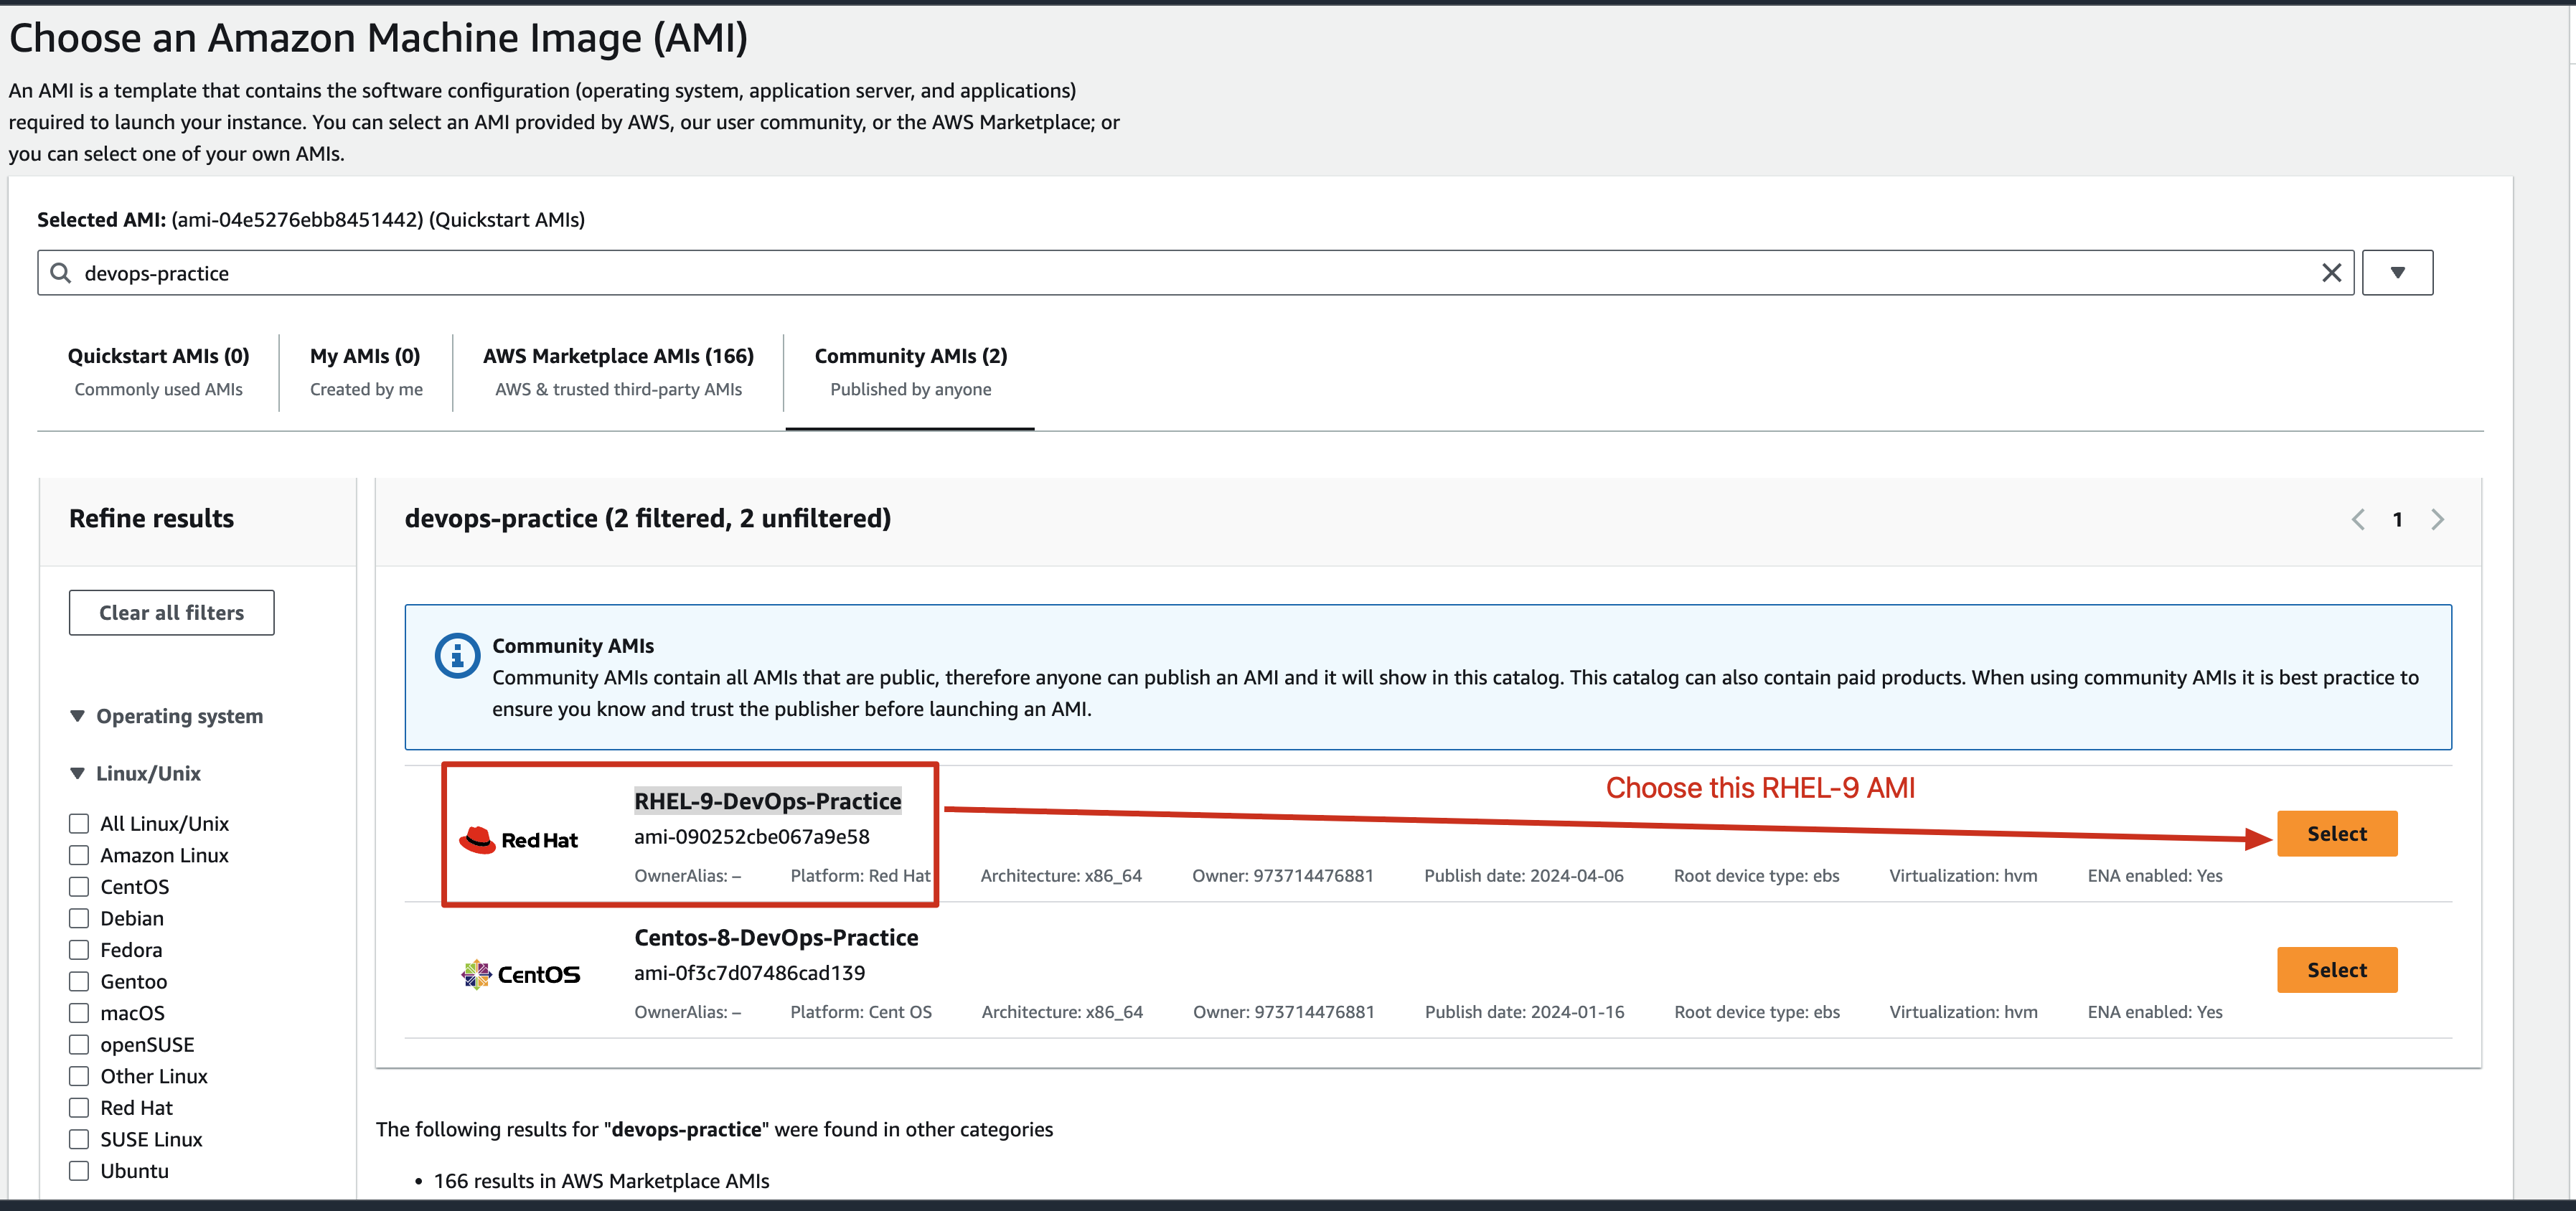 Choose an Amazon Machine Image (AMI)
An AMI is a template that contains the software configuration (operating system, application server, and applications)
required to launch your instance. You can select an AMI provided by AWS, our user community, or the AWS Marketplace; or
you can select one of your own AMIs.
Selected AMI: (ami-04e5276ebb8451442) (Quickstart AMIs)
devops-practice
Quickstart AMIs (0)
Commonly used AMIs
My AMIs (0)
Created by me
AWS Marketplace AMIs (166)
AWS & trusted third-party AMIs
Community AMIs (2)
Published by anyone
Refine results
Clear all filters
Operating system
Linux/Unix
All Linux/Unix
Amazon Linux
CentOS
Debian
Fedora
Gentoo
macOS
openSUSE
Other Linux
Red Hat
SUSE Linux
Ubuntu
devops-practice (2 filtered, 2 unfiltered)
1
Community AMIs
Community AMIs contain all AMIs that are public, therefore anyone can publish an AMI and it will show in this catalog. This catalog can also contain paid products. When using community AMIs it is best practice to
ensure you know and trust the publisher before launching an AMI.
Red Hat
RHEL-9-DevOps-Practice
ami-090252cbe067a9e58
OwnerAlias: – Platform: Red Hat Architecture: x86_64 Owner: 973714476881 Publish date: 2024-04-06 Root device type: ebs Virtualization: hvm ENA enabled: Yes
Choose this RHEL-9 AMI
Select
CentOS
Centos-8-DevOps-Practice
ami-0f3c7d07486cad139
OwnerAlias: – Platform: Cent OS Architecture: x86_64 Owner: 973714476881 Publish date: 2024-01-16 Root device type: ebs Virtualization: hvm ENA enabled: Yes
Select
The following results for "devops-practice" were found in other categories
• 166 results in AWS Marketplace AMIs